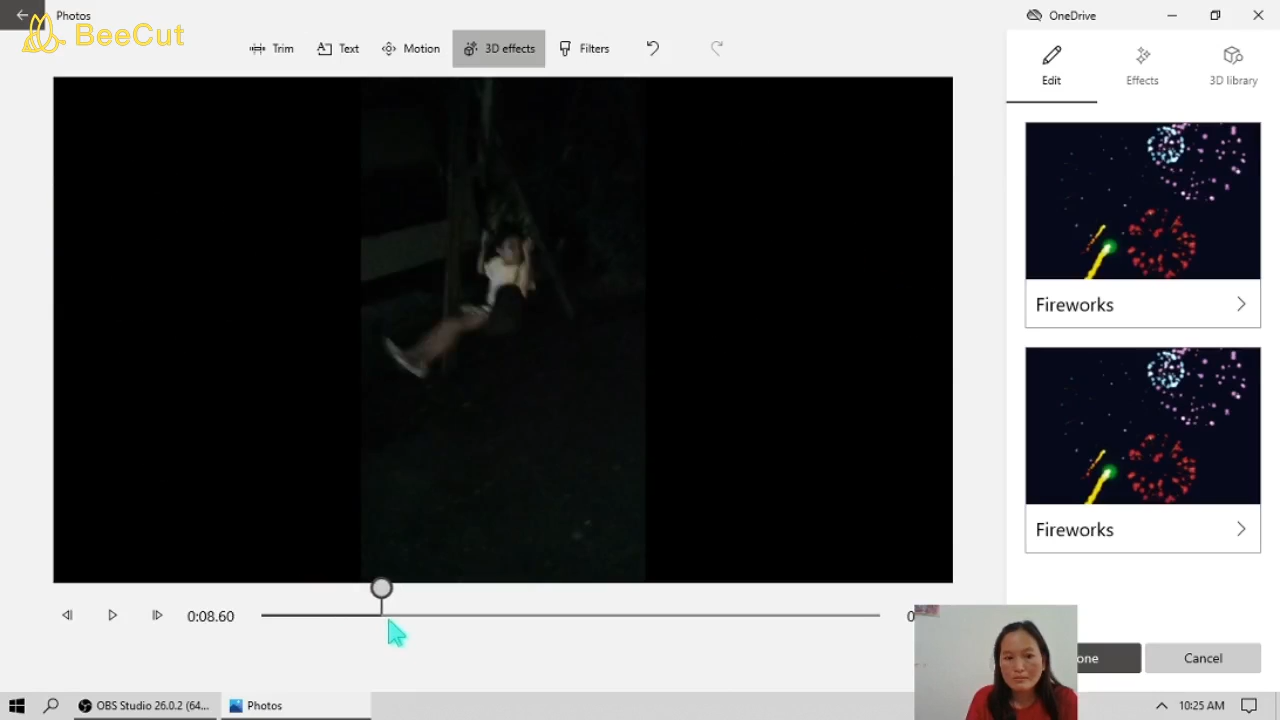 Photos
OneDrive
BeeCut
Trim
Text
Motion
3D effects
Filters
Edit
Effects
3D library
Fireworks
Fireworks
0:08.60
0
one
Cancel
OBS Studio 26.0.2 (64...
Photos
10:25 AM